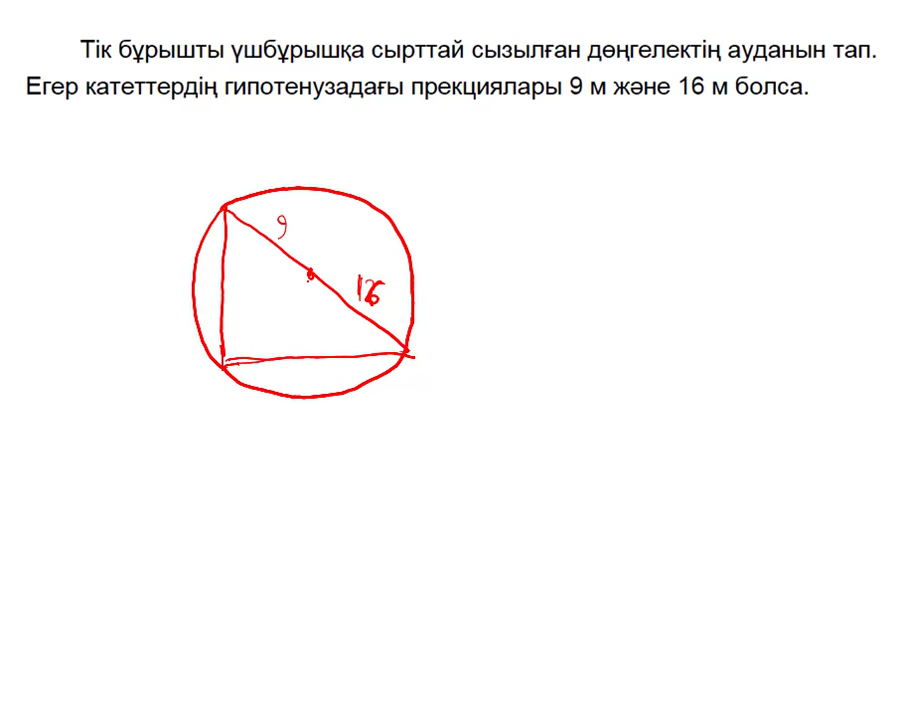 Тік бұрышты үшбұрышқа сырттай сызылған дөңгелектің ауданын тап.
Егер катеттердің гипотенузадағы прекциялары 9 м және 16 м болса.
9
16